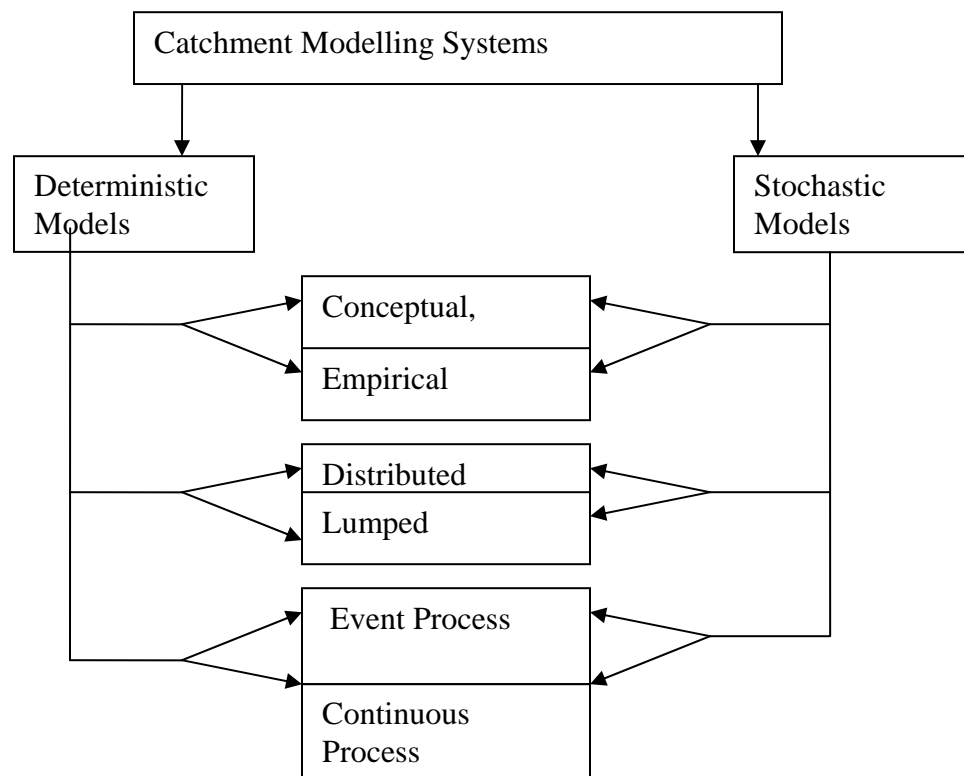 Catchment Modelling Systems
Deterministic
Models
Stochastic
Models
Conceptual,
Empirical
Distributed
Lumped
Event Process
Continuous
Process